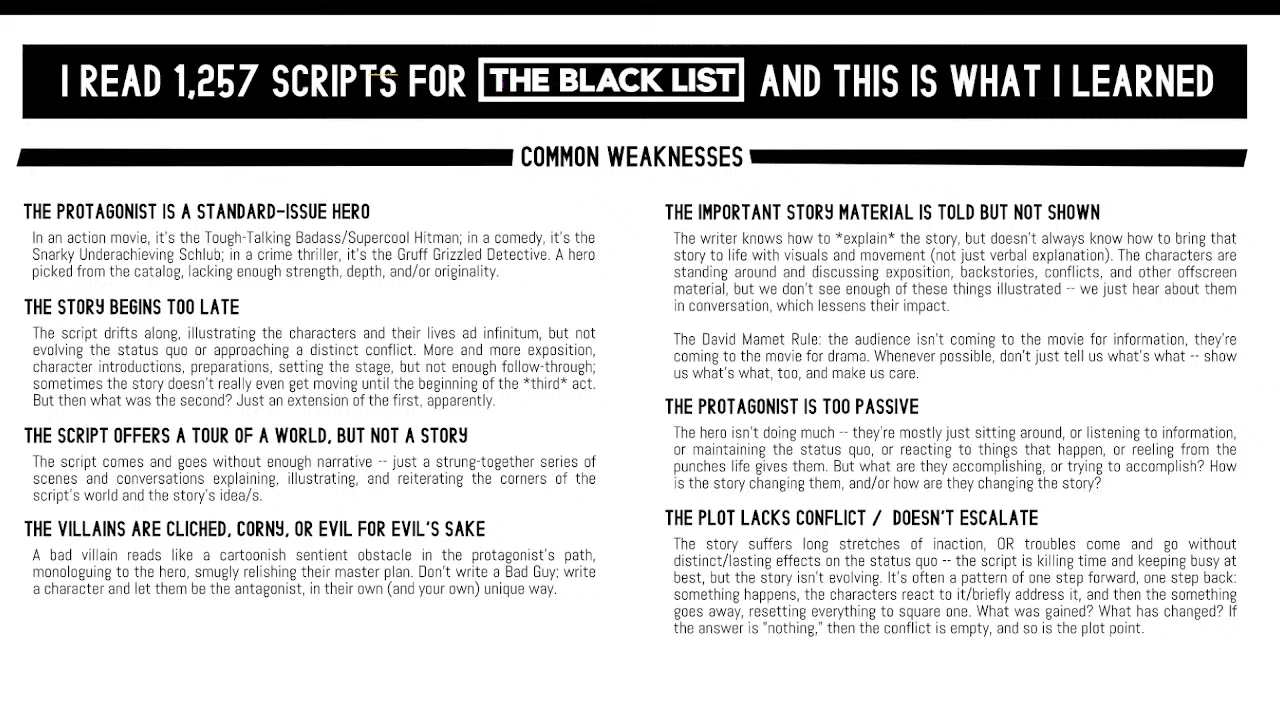 I READ 1,257 SCRIPTS FOR THE BLACK LIST AND THIS IS WHAT I LEARNED
COMMON WEAKNESSES
THE PROTAGONIST IS A STANDARD-ISSUE HERO
In an action movie, it's the Tough-Talking Badass/Supercool Hitman; in a comedy, it's the
Snarky Underachieving Schlub; in a crime thriller, it's the Gruff Grizzled Detective. A hero
picked from the catalog, lacking enough strength, depth, and/or originality.
THE STORY BEGINS TOO LATE
The script drifts along, illustrating the characters and their lives ad infinitum, but not
evolving the status quo or approaching a distinct conflict. More and more exposition,
character introductions, preparations, setting the stage, but not enough follow-through;
sometimes the story doesn't really even get moving until the beginning of the *third* act.
But then what was the second? Just an extension of the first, apparently.
THE SCRIPT OFFERS A TOUR OF A WORLD, BUT NOT A STORY
The script comes and goes without enough narrative -- just a strung-together series of
scenes and conversations explaining, illustrating, and reiterating the corners of the
script's world and the story's idea/s.
THE VILLAINS ARE CLICHED, CORNY, OR EVIL FOR EVIL'S SAKE
A bad villain reads like a cartoonish sentient obstacle in the protagonist's path,
monologuing to the hero, smugly relishing their master plan. Don't write a Bad Guy; write
a character and let them be the antagonist, in their own (and your own) unique way.
THE IMPORTANT STORY MATERIAL IS TOLD BUT NOT SHOWN
The writer knows how to *explain* the story, but doesn't always know how to bring that
story to life with visuals and movement (not just verbal explanation). The characters are
standing around and discussing exposition, backstories, conflicts, and other offscreen
material, but we don't see enough of these things illustrated -- we just hear about them
in conversation, which lessens their impact.
The David Mamet Rule: the audience isn't coming to the movie for information, they're
coming to the movie for drama. Whenever possible, don't just tell us what's what -- show
us what's what, too, and make us care.
THE PROTAGONIST IS TOO PASSIVE
The hero isn't doing much -- they're mostly just sitting around, or listening to information,
or maintaining the status quo, or reacting to things that happen, or reeling from the
punches life gives them. But what are they accomplishing, or trying to accomplish? How
is the story changing them, and/or how are they changing the story?
THE PLOT LACKS CONFLICT / DOESN'T ESCALATE
The story suffers long stretches of inaction, OR troubles come and go without
distinct/lasting effects on the status quo -- the script is killing time and keeping busy at
best, but the story isn't evolving. It's often a pattern of one step forward, one step back:
something happens, the characters react to it/briefly address it, and then the something
goes away, resetting everything to square one. What was gained? What has changed? If
the answer is "nothing," then the conflict is empty, and so is the plot point.